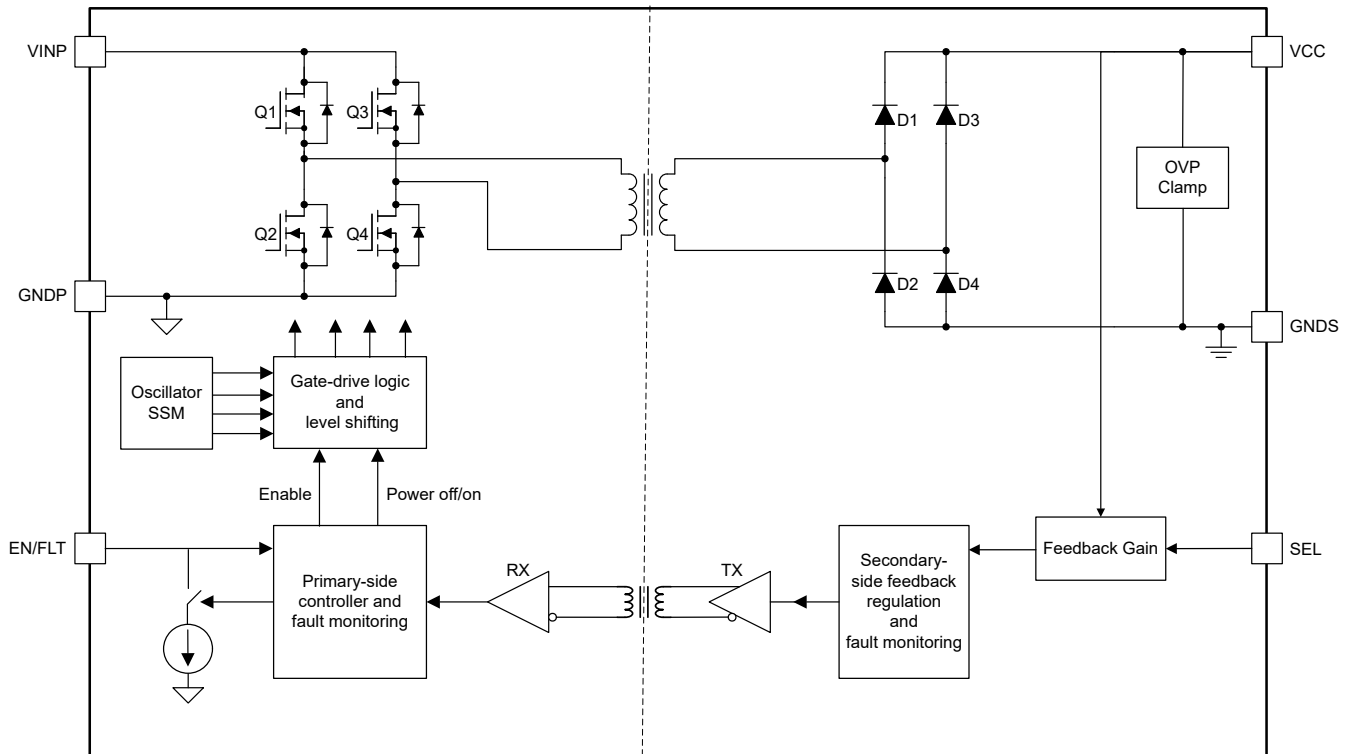 VINP
VCC
Q1
Q3
D1
D3
OVP
Clamp
Q2
Q4
D2
D4
GNDP
GNDS
Oscillator
SSM
Gate-drive logic
and
level shifting
Enable
Power off/on
EN/FLT
Primary-side
controller and
fault monitoring
RX
TX
Secondary-
side feedback
regulation
and
fault monitoring
Feedback Gain
SEL